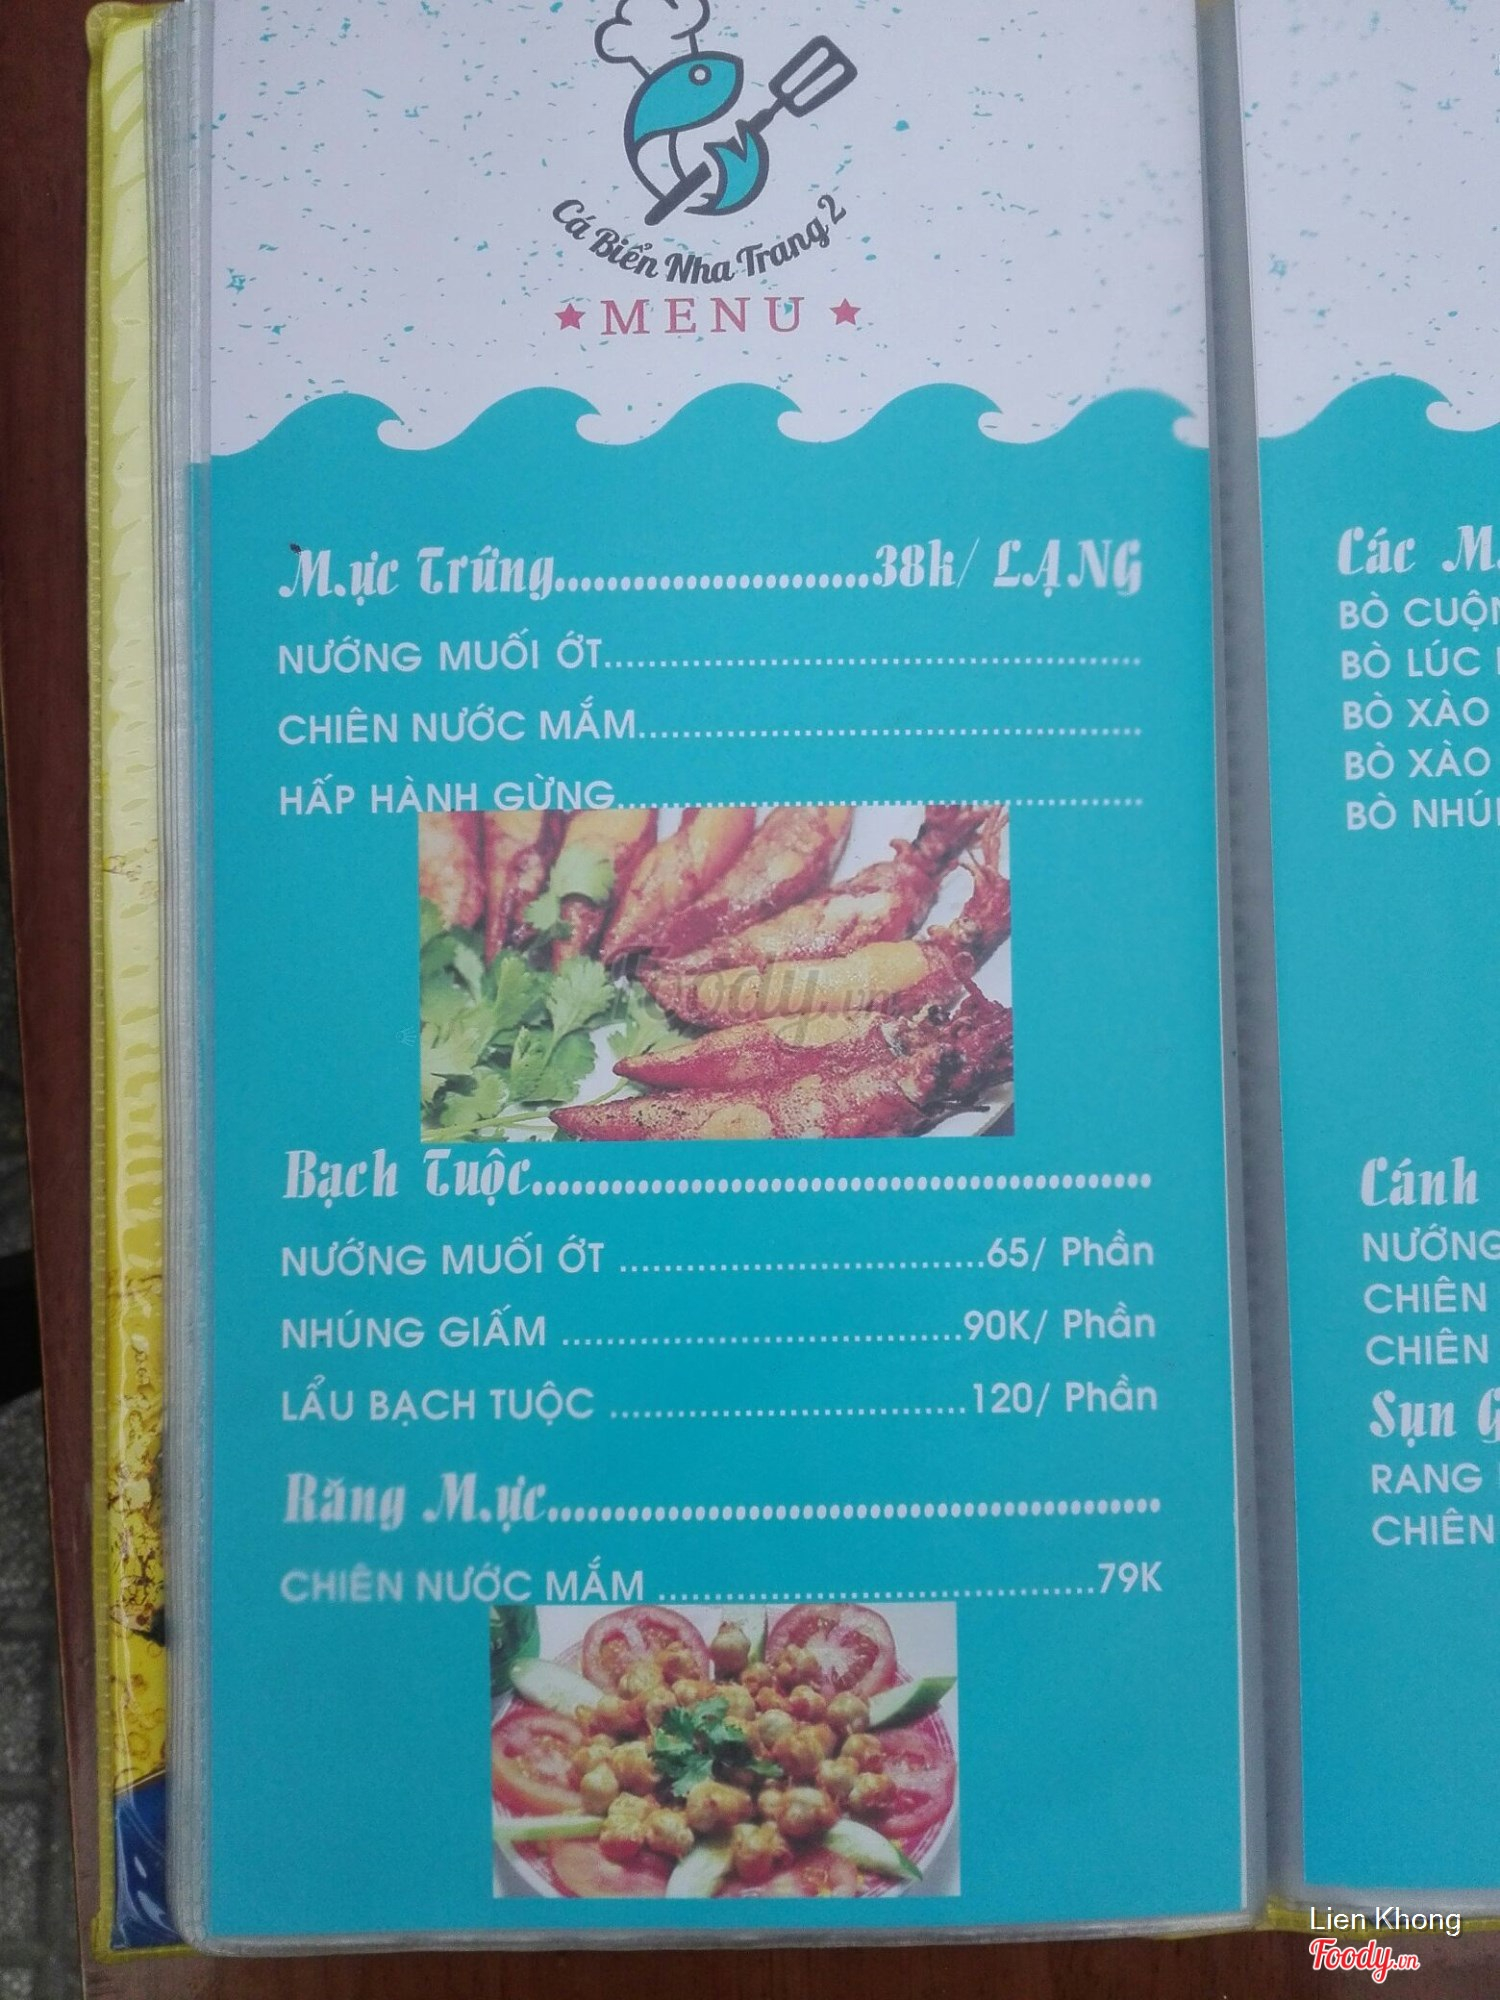 Cá Biển Nha Trang 2
MENU
Mực Trứng........................38k/ LẠNG
NƯỚNG MUỐI ỚT
CHIÊN NƯỚC MẮM
HẤP HÀNH GỪNG
Bạch Tuộc
NƯỚNG MUỐI ỚT ..................................65/ Phần
NHÚNG GIẤM .....................................90K/ Phần
LẨU BẠCH TUỘC .................................120/ Phần
Răng Mực
CHIÊN NƯỚC MẮM ........................................79K
Các M
BÒ CUỘN
BÒ LÚC
BÒ XÀO
BÒ XÀO
BÒ NHÚ
Cánh
NƯỚNG
CHIÊN
CHIÊN
Sụn G
RANG
CHIÊN
Foody.vn
Lien Khong
Foody.vn